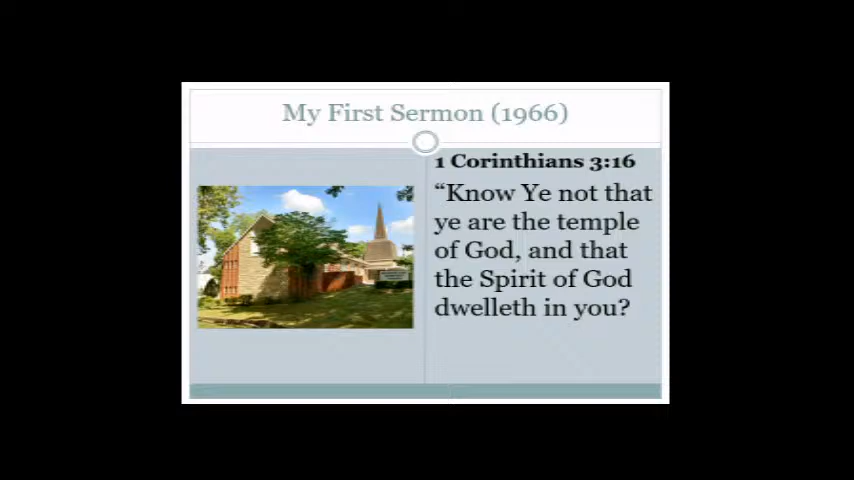 My First Sermon (1966)
1 Corinthians 3:16
“Know Ye not that
ye are the temple
of God, and that
the Spirit of God
dwelleth in you?